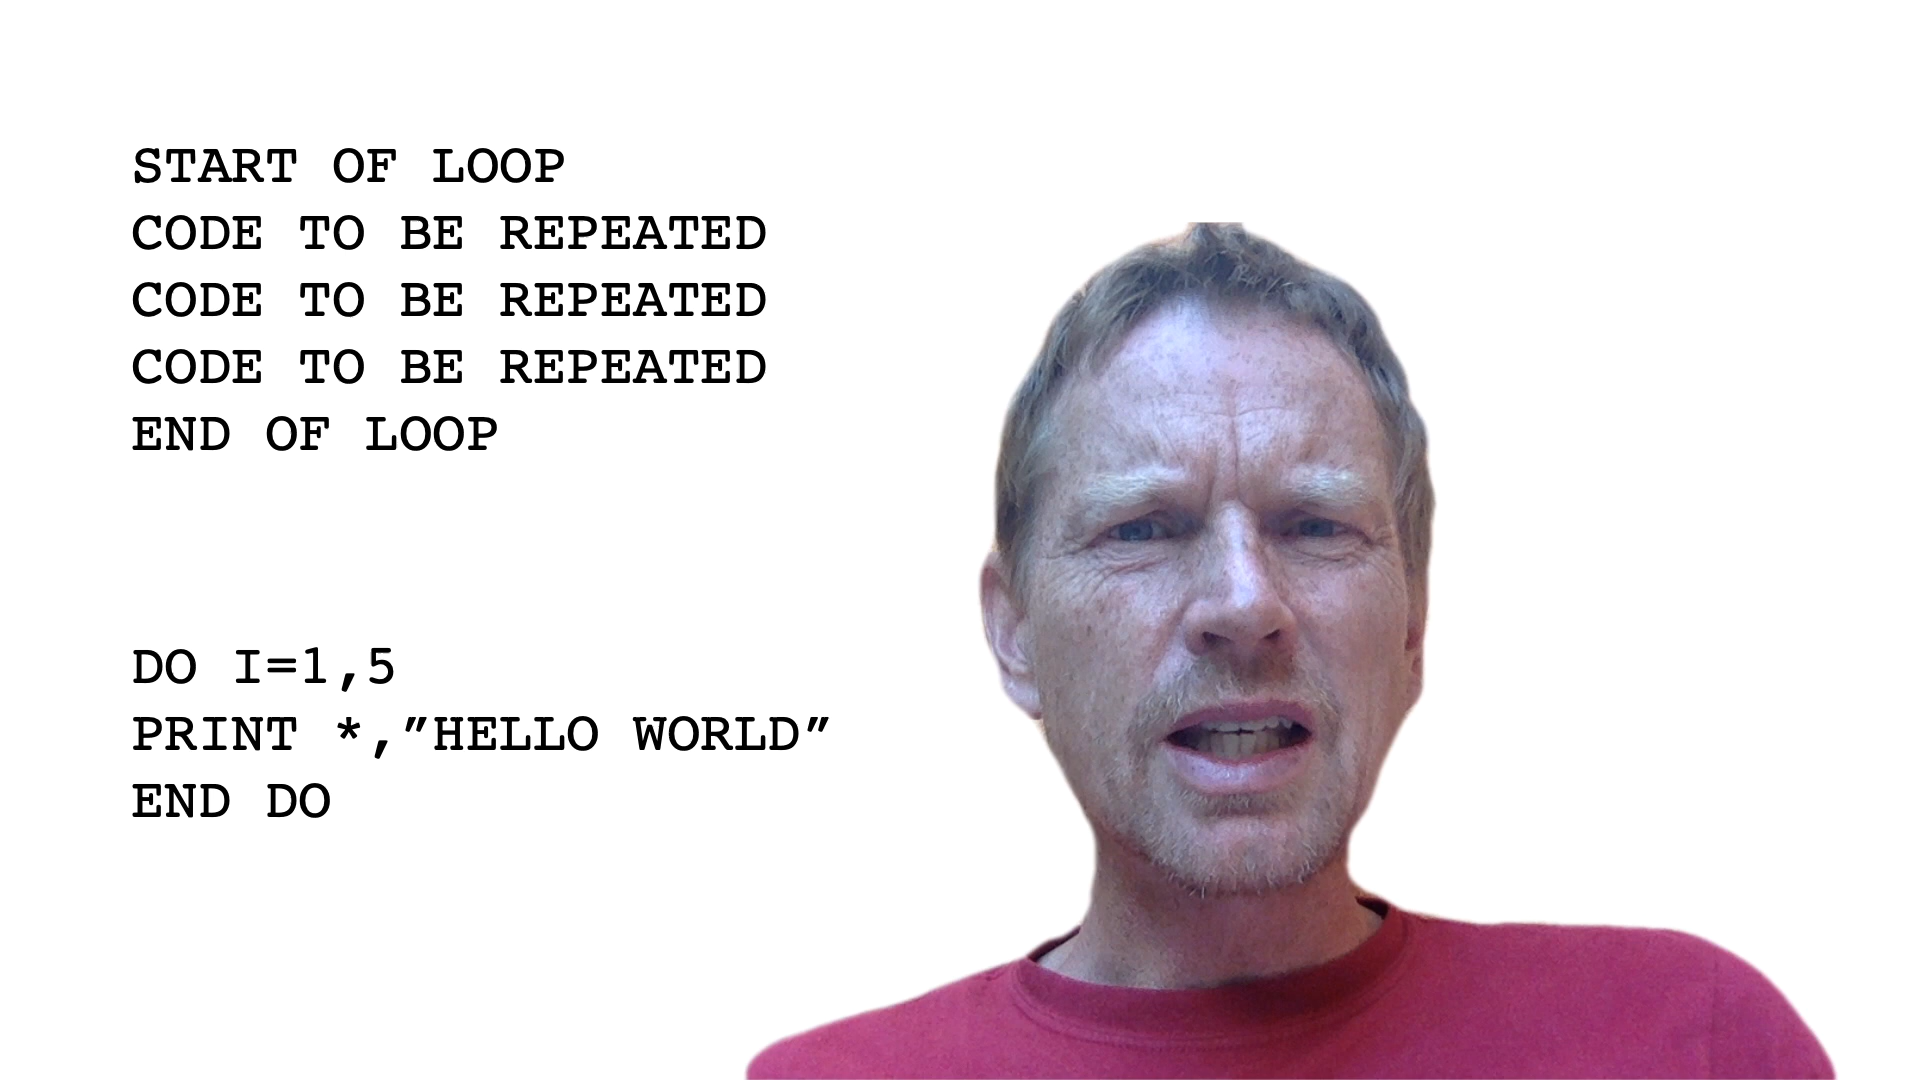 START OF LOOP
CODE TO BE REPEATED
CODE TO BE REPEATED
CODE TO BE REPEATED
END OF LOOP
DO I=1,5
PRINT *,”HELLO WORLD”
END DO